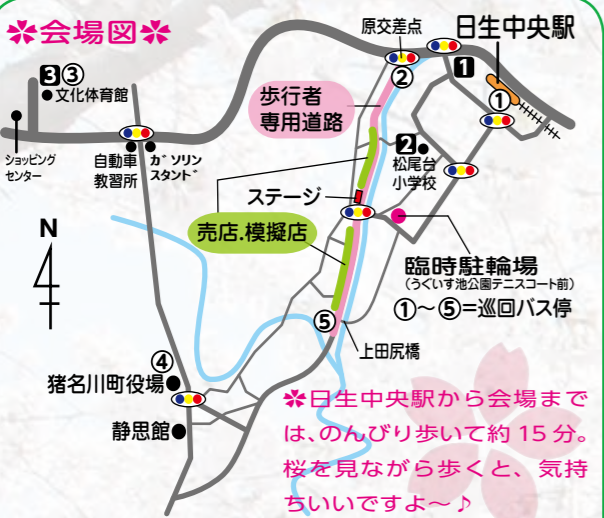 ✽会場図✽
原交差点
日生中央駅
3③
●文化体育館
②
1
①
歩行者
専用道路
ショッピング
センター
自動車
教習所
ガソリン
スタンド
2
松尾台
小学校
ステージ
売店.模擬店
N
臨時駐輪場
(うぐいす池公園テニスコート前)
①～⑤=巡回バス停
⑤
上田尻橋
④
猪名川町役場●
静思館●
✽日生中央駅から会場まで
は、のんびり歩いて約15分。
桜を見ながら歩くと、気持
ちいいですよ～♪